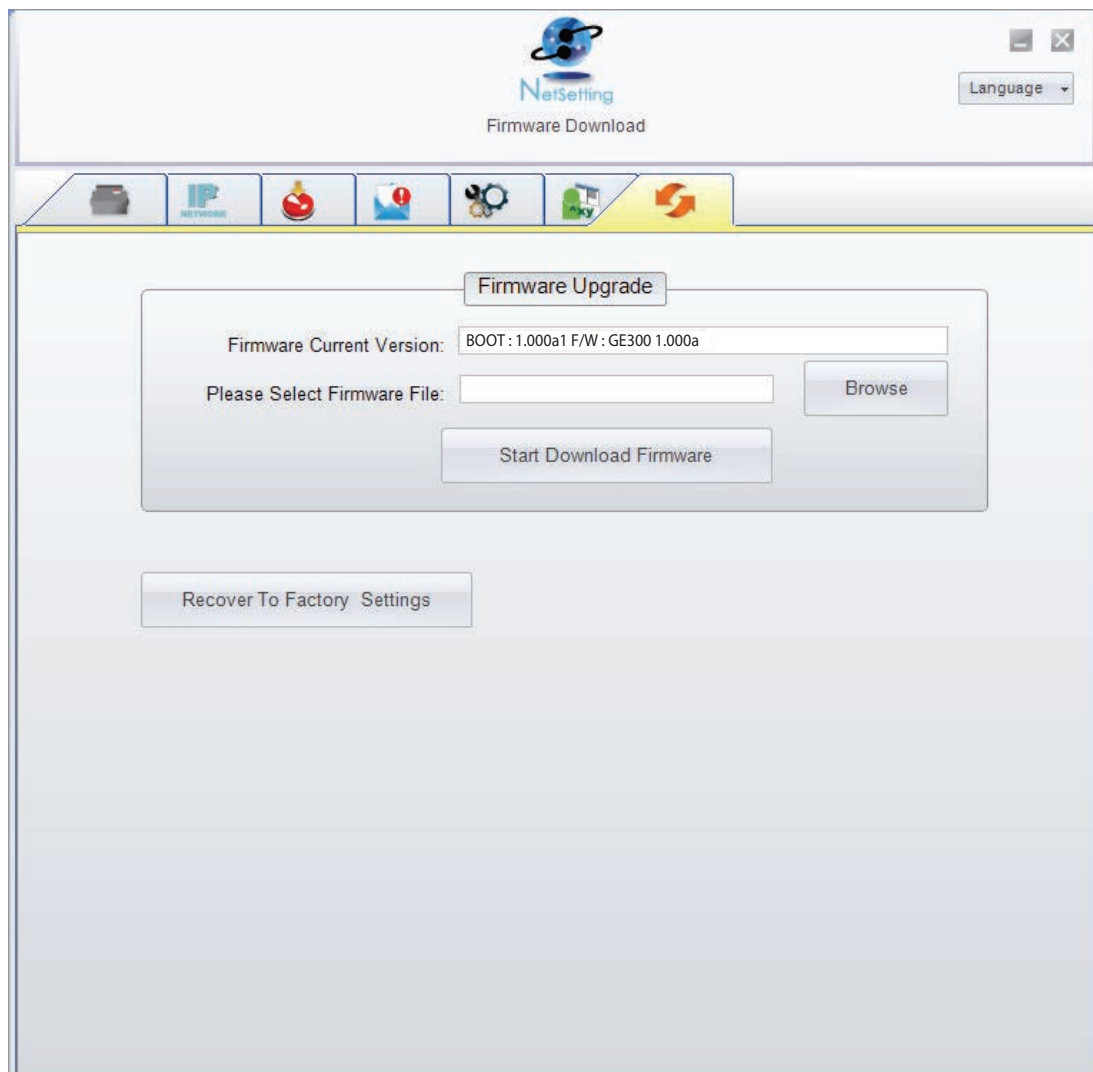 NetSetting
Language
Firmware Download
IP
NETWORK
^xy
Firmware Upgrade
Firmware Current Version: BOOT : 1.000a1 F/W : GE300 1.000a
Please Select Firmware File: Browse
Start Download Firmware
Recover To Factory Settings